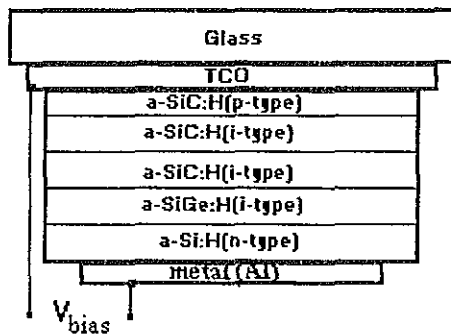 Glass
TCO
a-SiC:H(p-type)
a-SiC:H(i-type)
a-SiC:H(i-type)
a-SiGe:H(i-type)
a-Si:H(n-type)
metal (Al)
Vbias